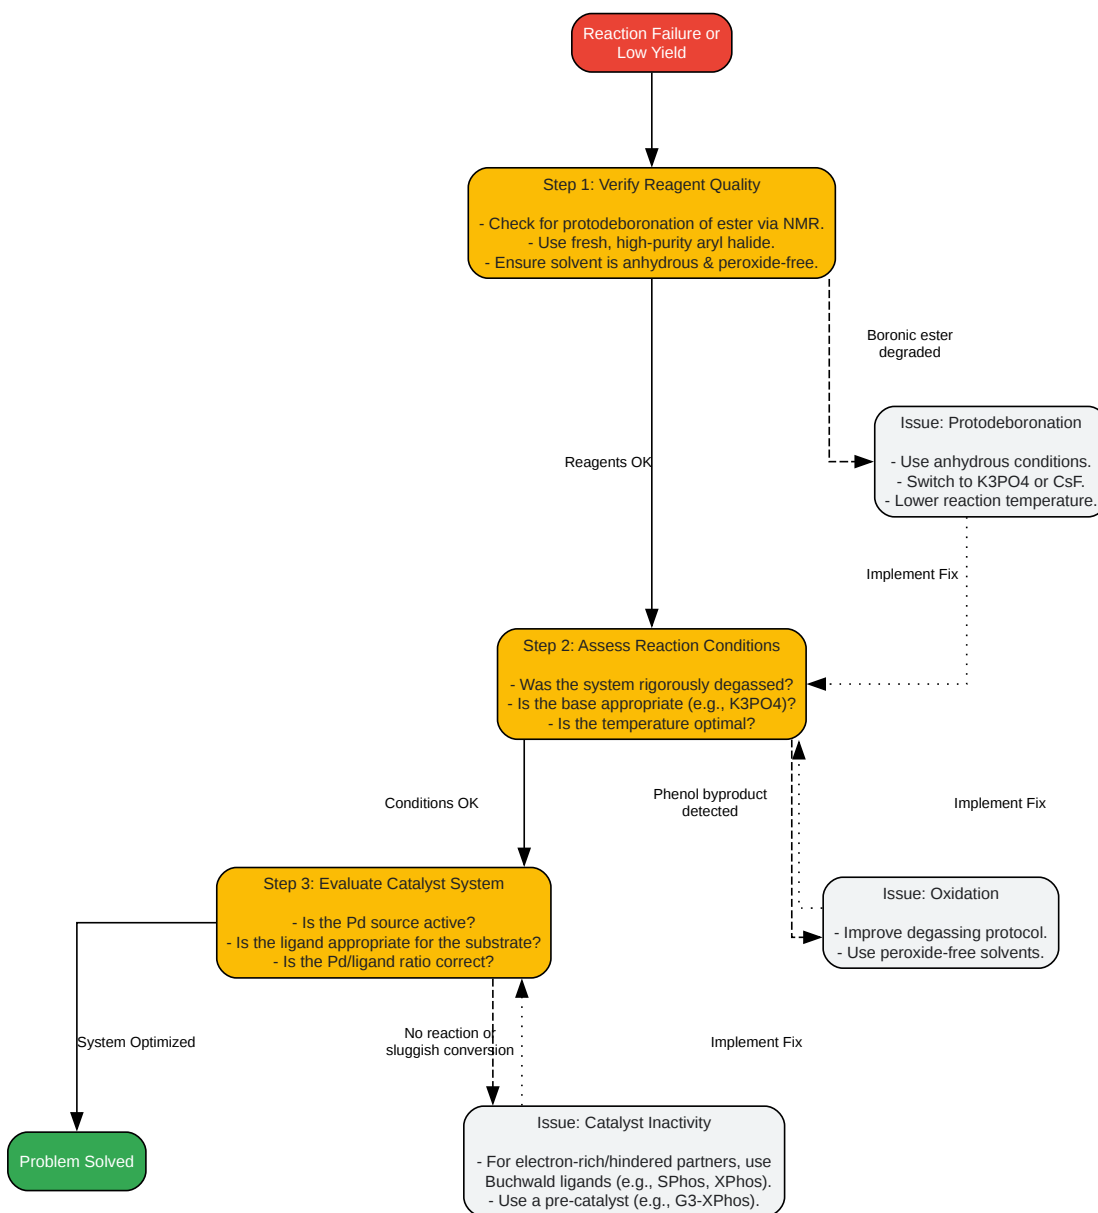 Reaction Failure or
Low Yield
Step 1: Verify Reagent Quality
- Check for protodeboronation of ester via NMR.
- Use fresh, high-purity aryl halide.
- Ensure solvent is anhydrous & peroxide-free.
Boronic ester
degraded
Issue: Protodeboronation
- Use anhydrous conditions.
- Switch to K3PO4 or CsF.
- Lower reaction temperature.
Reagents OK
Implement Fix
Step 2: Assess Reaction Conditions
- Was the system rigorously degassed?
- Is the base appropriate (e.g., K3PO4)?
- Is the temperature optimal?
Conditions OK
Phenol byproduct
detected
Implement Fix
Step 3: Evaluate Catalyst System
- Is the Pd source active?
- Is the ligand appropriate for the substrate?
- Is the Pd/ligand ratio correct?
Issue: Oxidation
- Improve degassing protocol.
- Use peroxide-free solvents.
System Optimized
No reaction or
sluggish conversion
Implement Fix
Problem Solved
Issue: Catalyst Inactivity
- For electron-rich/hindered partners, use
Buchwald ligands (e.g., SPhos, XPhos).
- Use a pre-catalyst (e.g., G3-XPhos).